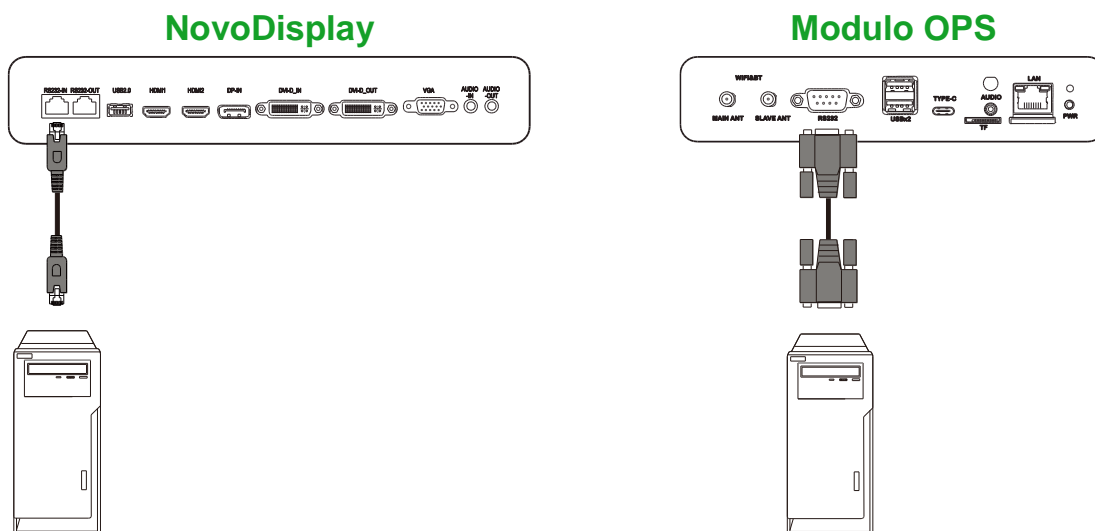 NovoDisplay
RS232-IN RS232-OUT USB2.0 HDMI1 HDMI2 DP-IN DVI-D_IN DVI-D_OUT VGA AUDIO -IN AUDIO -OUT
Modulo OPS
WIFI&BT
MAIN ANT SLAVE ANT RS232 USBx2 TYPE-C AUDIO TF LAN PWR